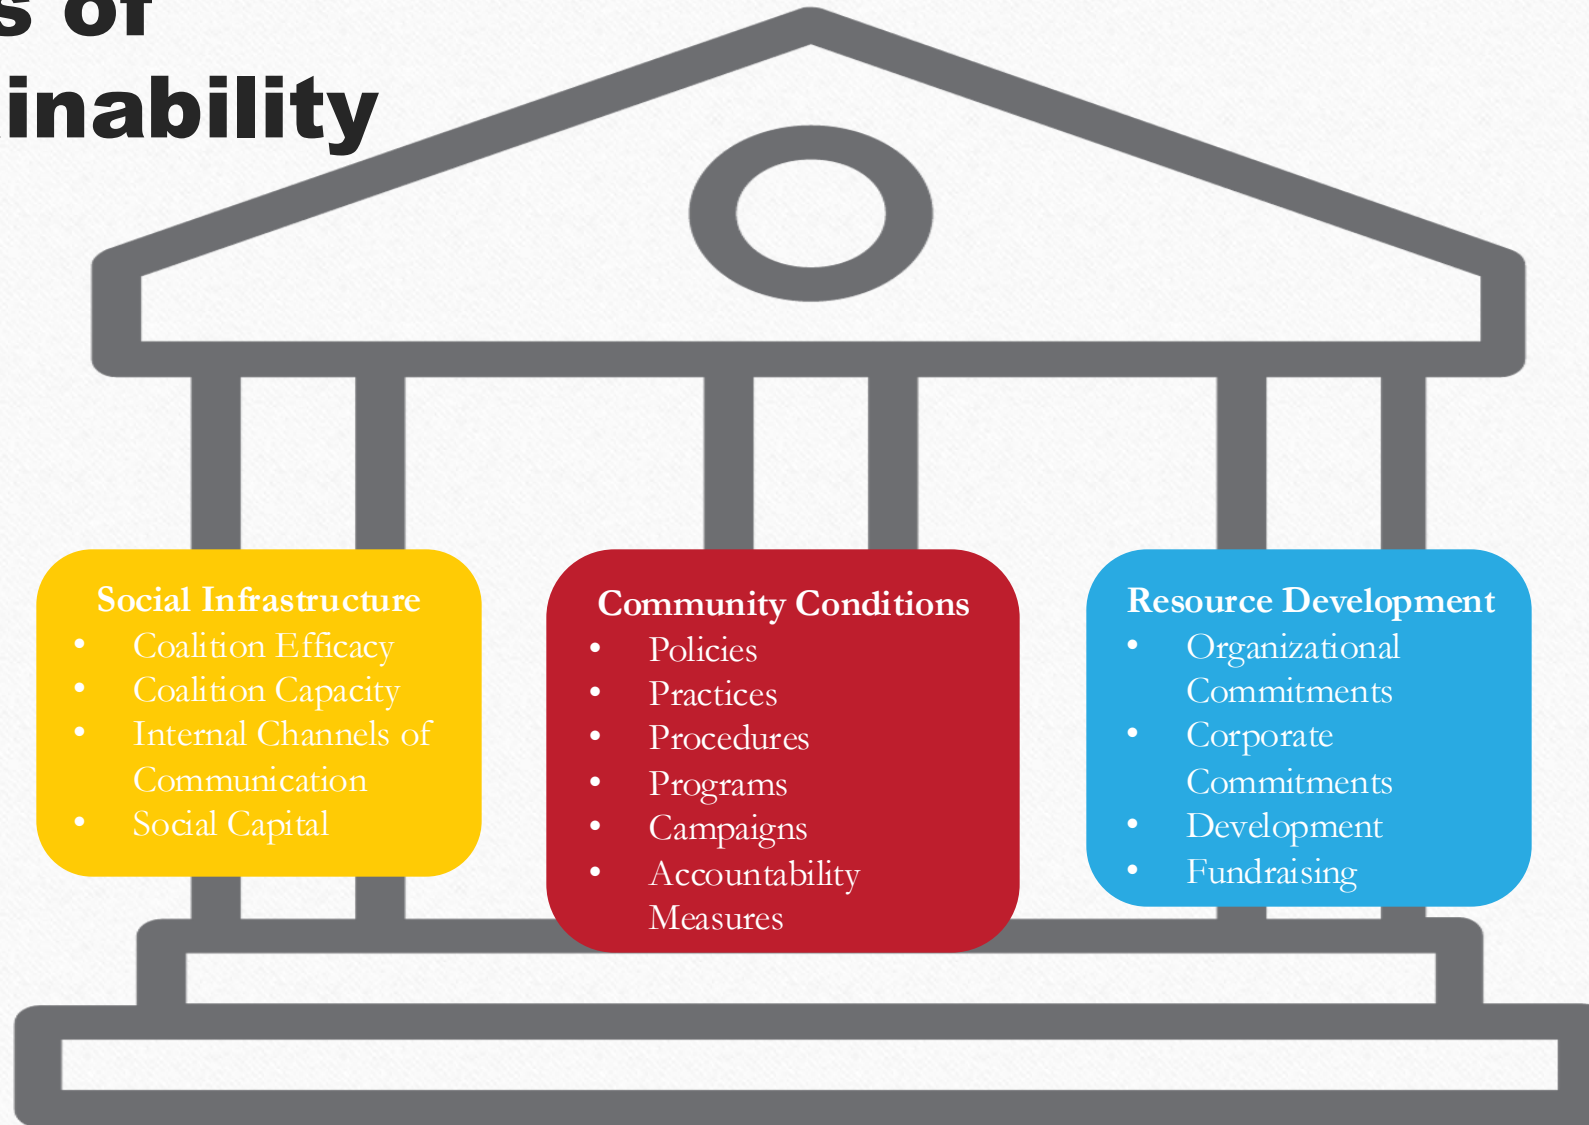 s of
inability
Social Infrastructure
• Coalition Efficacy
• Coalition Capacity
• Internal Channels of
Communication
• Social Capital
Community Conditions
• Policies
• Practices
• Procedures
• Programs
• Campaigns
• Accountability
Measures
Resource Development
• Organizational
Commitments
• Corporate
Commitments
• Development
• Fundraising